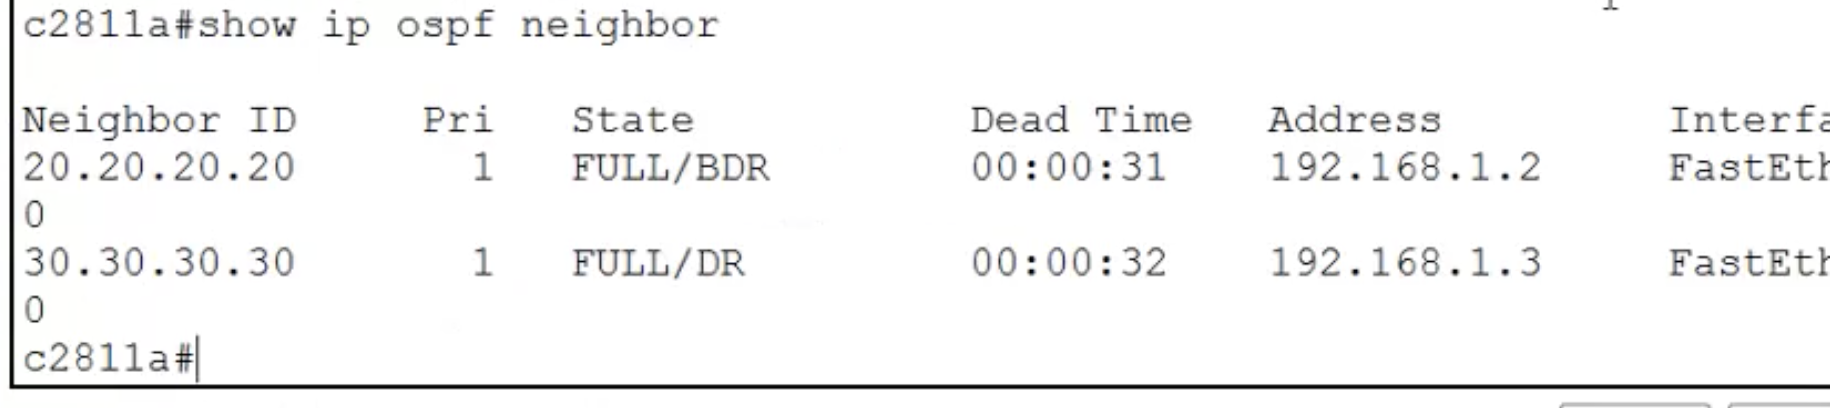 c2811a#show ip ospf neighbor
Neighbor ID     Pri   State           Dead Time   Address         Interfa
20.20.20.20       1   FULL/BDR        00:00:31    192.168.1.2     FastEth
0
30.30.30.30       1   FULL/DR         00:00:32    192.168.1.3     FastEth
0
c2811a#